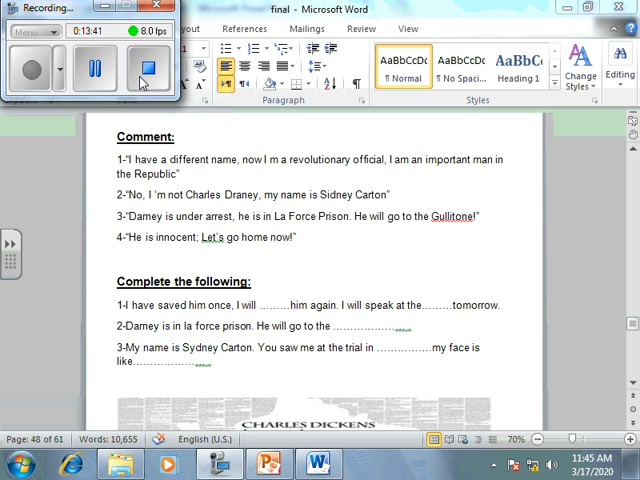 Recording...
final - Microsoft Word
Menu
0:13:41
8.0 fps
References
Mailings
Review
View
AaBbCcDc
AaBbCcDc
AaBbC
¶ Normal
¶ No Spaci...
Heading 1
Change
Styles
Editing
Paragraph
Styles
Comment:
1-"I have a different name, now I m a revolutionary official, I am an important man in
the Republic"
2-"No, I 'm not Charles Draney, my name is Sidney Carton"
3-"Darney is under arrest, he is in La Force Prison. He will go to the Gullitone!"
4-"He is innocent; Let's go home now!"
Complete the following:
1-I have saved him once, I will ………him again. I will speak at the………tomorrow.
2-Darney is in la force prison. He will go to the …………………
3-My name is Sydney Carton. You saw me at the trial in …………….my face is
like………………
CHARLES DICKENS
Page: 48 of 61
Words: 10,655
English (U.S.)
70%
11:45 AM
3/17/2020